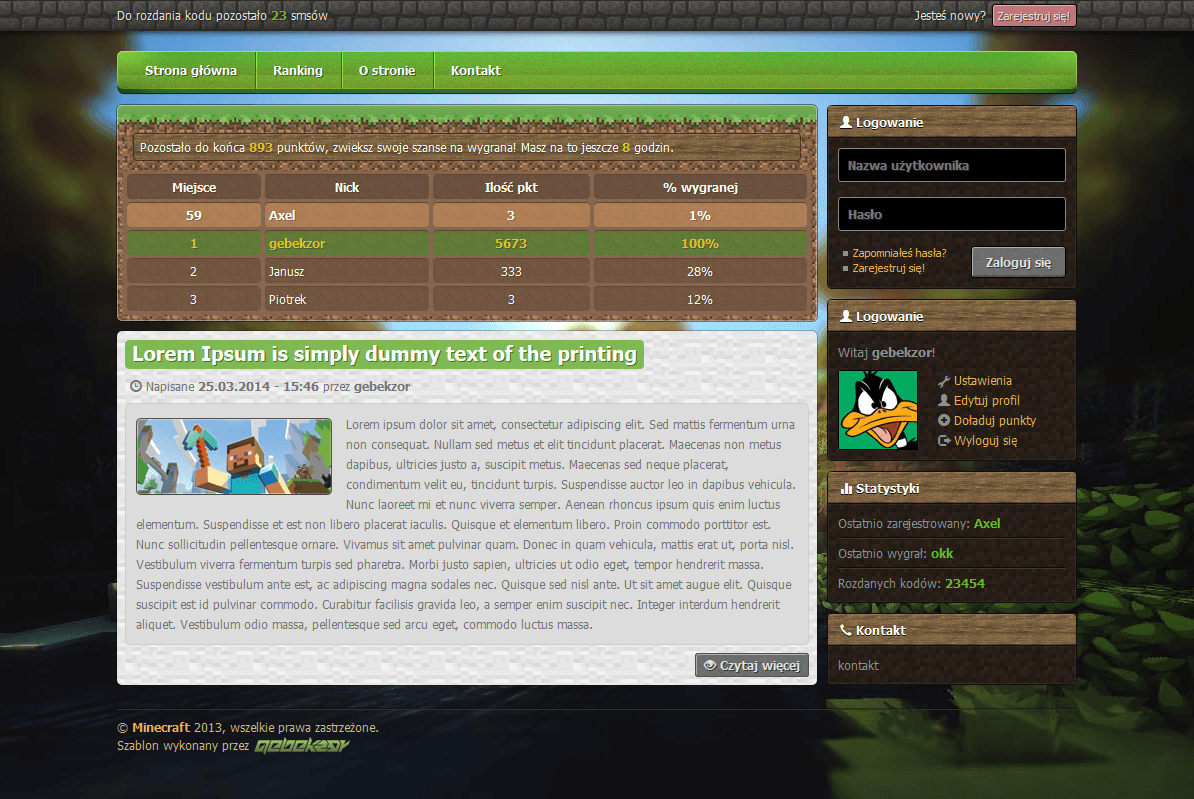 Do rozdania kodu pozostało 23 smsów
Jesteś nowy? Zarejestruj się!
Strona główna Ranking O stronie Kontakt
Pozostało do końca 893 punktów, zwieksz swoje szanse na wygrana! Masz na to jeszcze 8 godzin.
Miejsce Nick Ilość pkt % wygranej
59 Axel 3 1%
1 gebekzor 5673 100%
2 Janusz 333 28%
3 Piotrek 3 12%
Lorem Ipsum is simply dummy text of the printing
Napisane 25.03.2014 - 15:46 przez gebekzor
Lorem ipsum dolor sit amet, consectetur adipiscing elit. Sed mattis fermentum urna
non consequat. Nullam sed metus et elit tincidunt placerat. Maecenas non metus
dapibus, ultricies justo a, suscipit metus. Maecenas sed neque placerat,
condimentum velit eu, tincidunt turpis. Suspendisse auctor leo in dapibus vehicula.
Nunc laoreet mi et nunc viverra semper. Aenean rhoncus ipsum quis enim luctus
elementum. Suspendisse et est non libero placerat iaculis. Quisque et elementum libero. Proin commodo porttitor est.
Nunc sollicitudin pellentesque ornare. Vivamus sit amet pulvinar quam. Donec in quam vehicula, mattis erat ut, porta nisl.
Vestibulum viverra fermentum turpis sed pharetra. Morbi justo sapien, ultricies ut odio eget, tempor hendrerit massa.
Suspendisse vestibulum ante est, ac adipiscing magna sodales nec. Quisque sed nisl ante. Ut sit amet augue elit. Quisque
suscipit est id pulvinar commodo. Curabitur facilisis gravida leo, a semper enim suscipit nec. Integer interdum hendrerit
aliquet. Vestibulum odio massa, pellentesque sed arcu eget, commodo luctus massa.
Czytaj więcej
Logowanie
Nazwa użytkownika
Hasło
Zapomniałeś hasła?
Zarejestruj się!
Zaloguj się
Logowanie
Witaj gebekzor!
Ustawienia
Edytuj profil
Doładuj punkty
Wyloguj się
Statystyki
Ostatnio zarejestrowany: Axel
Ostatnio wygrał: okk
Rozdanych kodów: 23454
Kontakt
kontakt
© Minecraft 2013, wszelkie prawa zastrzeżone.
Szablon wykonany przez